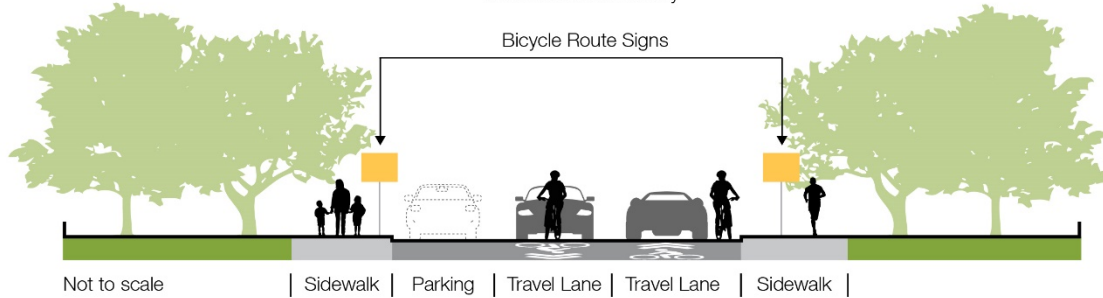 Bicycle Route Signs
Not to scale
Sidewalk
Parking
Travel Lane
Travel Lane
Sidewalk